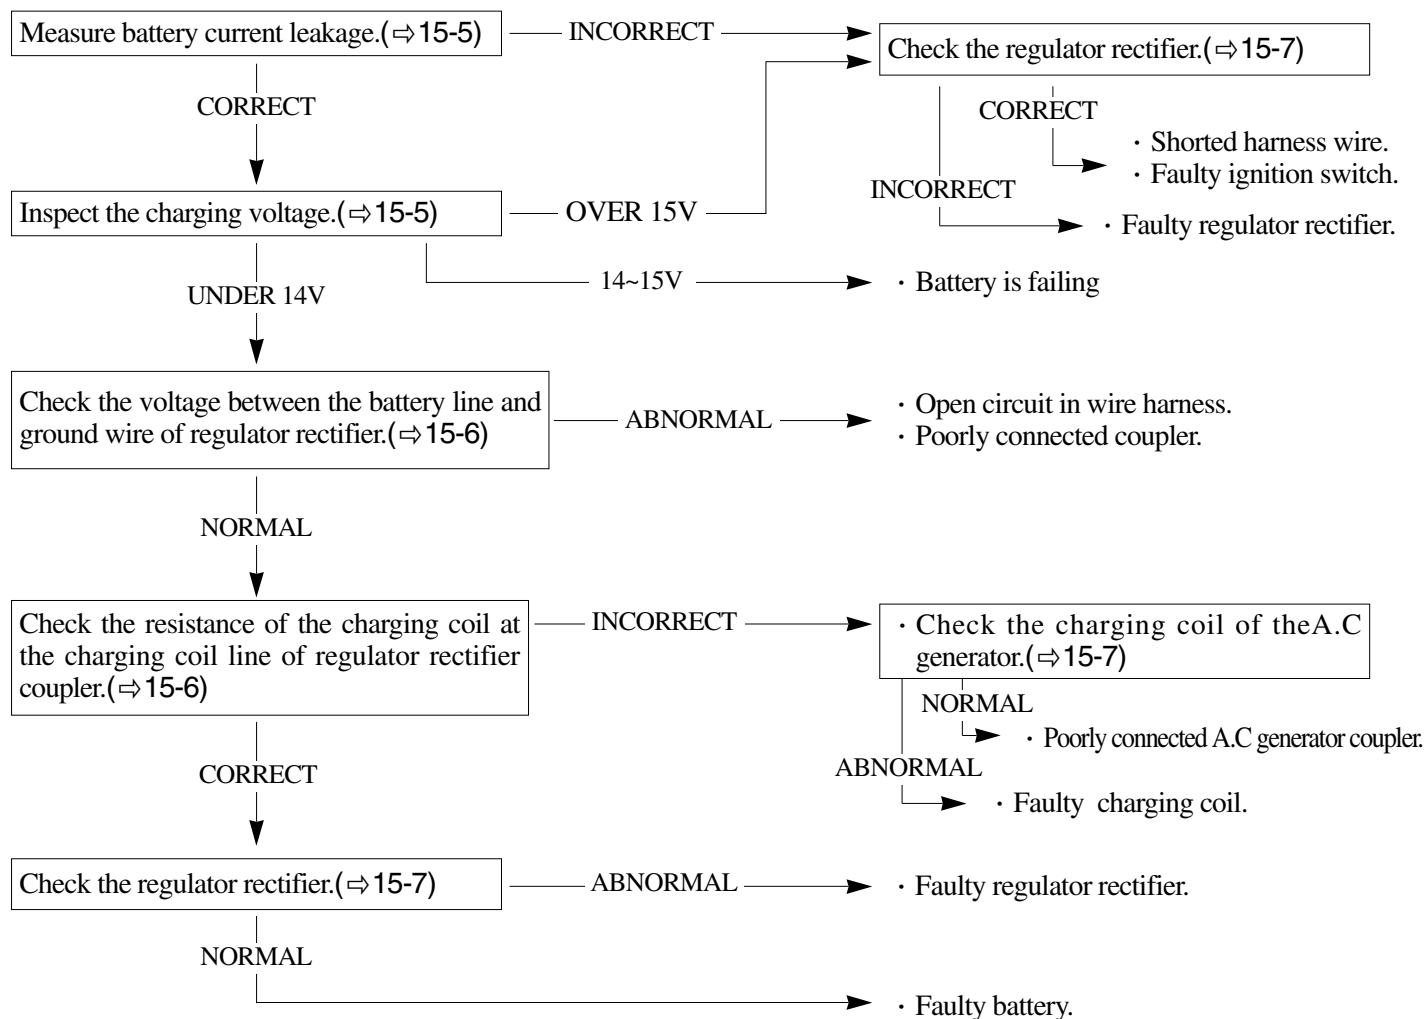 Measure battery current leakage.(⇨15-5)
INCORRECT
Check the regulator rectifier.(⇨15-7)
CORRECT
CORRECT
· Shorted harness wire.
· Faulty ignition switch.
INCORRECT
· Faulty regulator rectifier.
Inspect the charging voltage.(⇨15-5)
OVER 15V
14~15V
· Battery is failing
UNDER 14V
Check the voltage between the battery line and
ground wire of regulator rectifier.(⇨15-6)
ABNORMAL
· Open circuit in wire harness.
· Poorly connected coupler.
NORMAL
Check the resistance of the charging coil at
the charging coil line of regulator rectifier
coupler.(⇨15-6)
INCORRECT
· Check the charging coil of theA.C
generator.(⇨15-7)
NORMAL
· Poorly connected A.C generator coupler.
ABNORMAL
· Faulty charging coil.
CORRECT
Check the regulator rectifier.(⇨15-7)
ABNORMAL
· Faulty regulator rectifier.
NORMAL
· Faulty battery.